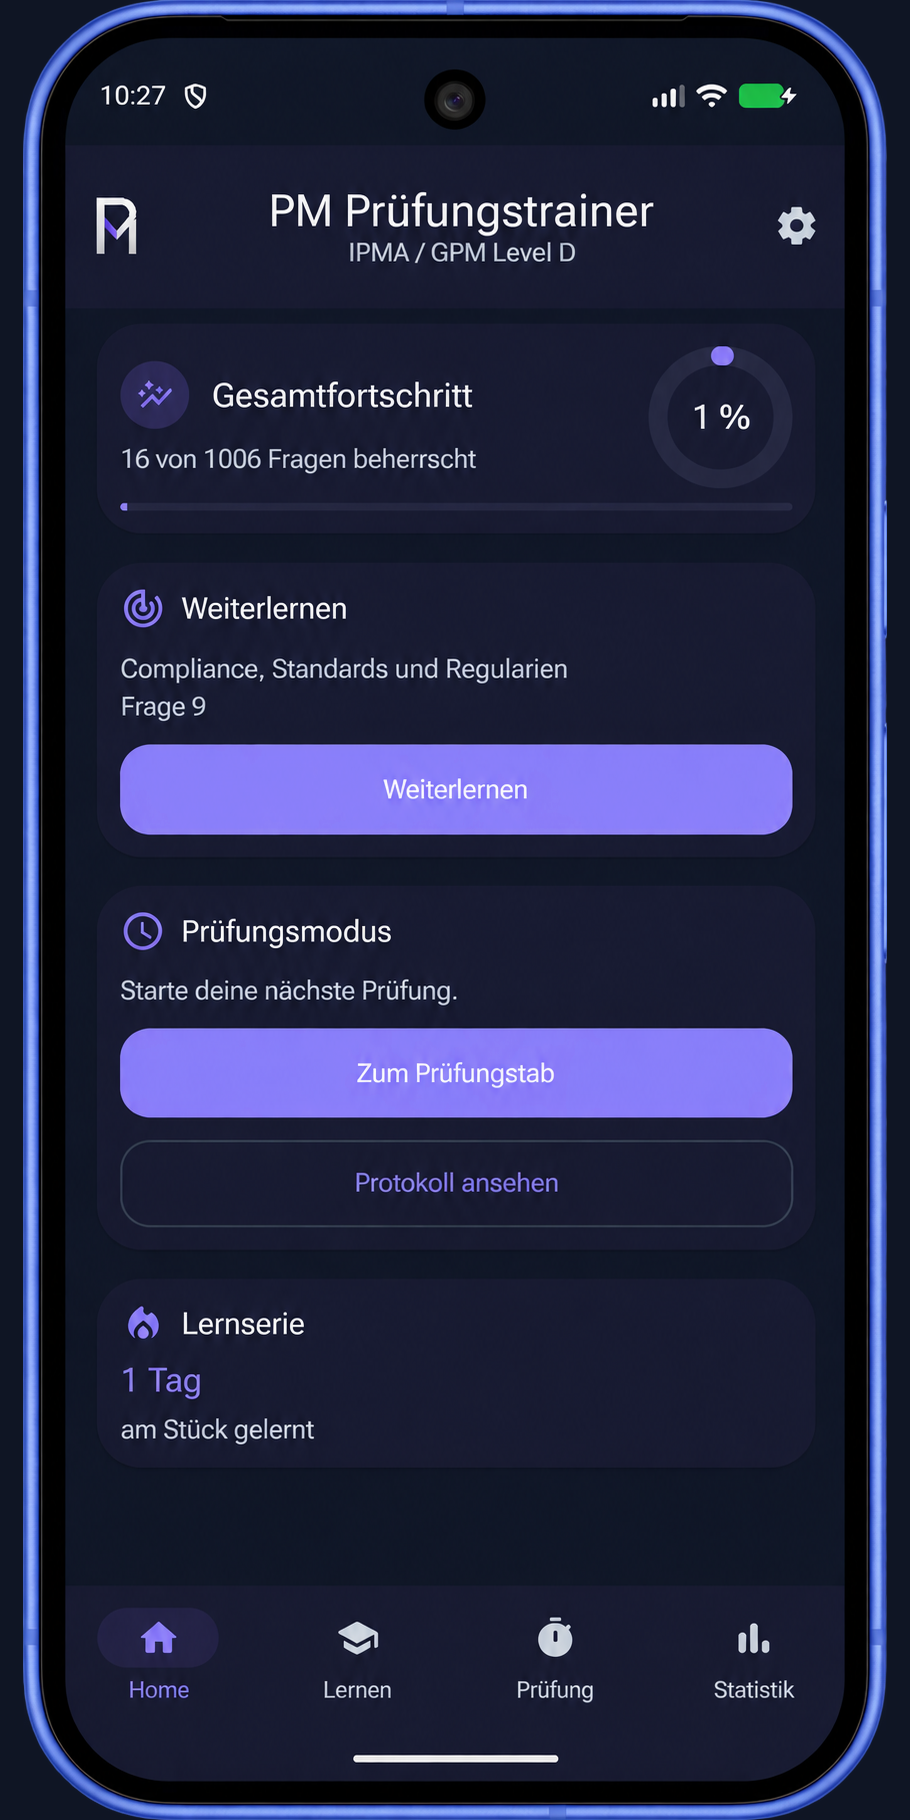 10:27
PM Prüfungstrainer
IPMA / GPM Level D
Gesamtfortschritt
1 %
16 von 1006 Fragen beherrscht
Weiterlernen
Compliance, Standards und Regularien
Frage 9
Weiterlernen
Prüfungsmodus
Starte deine nächste Prüfung.
Zum Prüfungstab
Protokoll ansehen
Lernserie
1 Tag
am Stück gelernt
Home
Lernen
Prüfung
Statistik